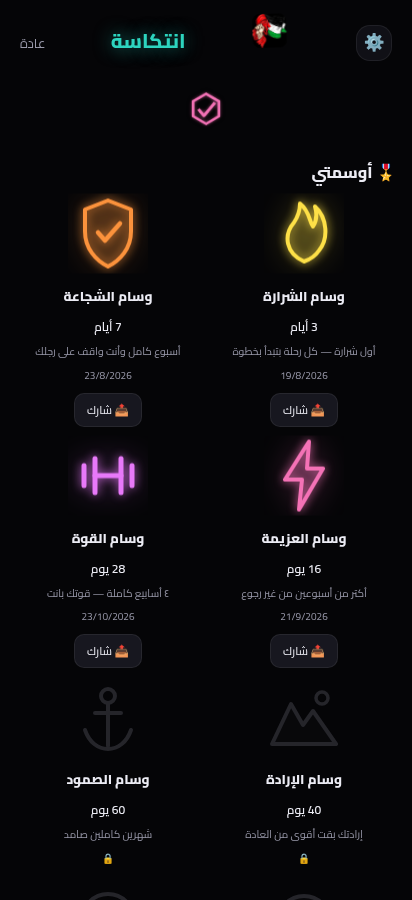 انتكاسة
عادة
🎖️ أوسمتي
وسام الشرارة
3 أيام
أول شرارة — كل رحلة بتبدأ بخطوة
19/8/2026
📤 شارك
وسام الشجاعة
7 أيام
أسبوع كامل وأنت واقف على رجلك
23/8/2026
📤 شارك
وسام العزيمة
16 يوم
أكتر من أسبوعين من غير رجوع
21/9/2026
📤 شارك
وسام القوة
28 يوم
٤ أسابيع كاملة — قوتك بانت
23/10/2026
📤 شارك
وسام الإرادة
40 يوم
إرادتك بقت أقوى من العادة
🔒
وسام الصمود
60 يوم
شهرين كاملين صامد
🔒